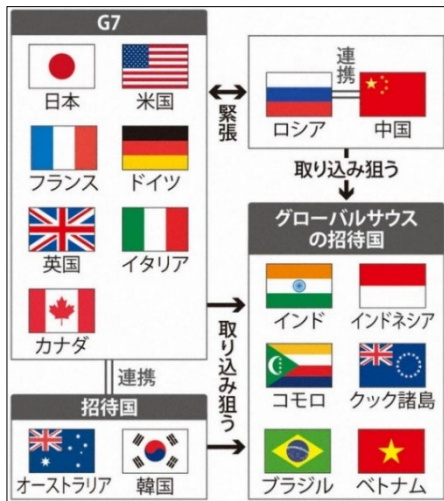 G7
日本 米国
フランス ドイツ
英国 イタリア
カナダ
緊張
連携
ロシア 中国
取り込み狙う
グローバルサウス
の招待国
インド インドネシア
コモロ クック諸島
ブラジル ベトナム
取り込み狙う
連携
招待国
オーストラリア 韓国